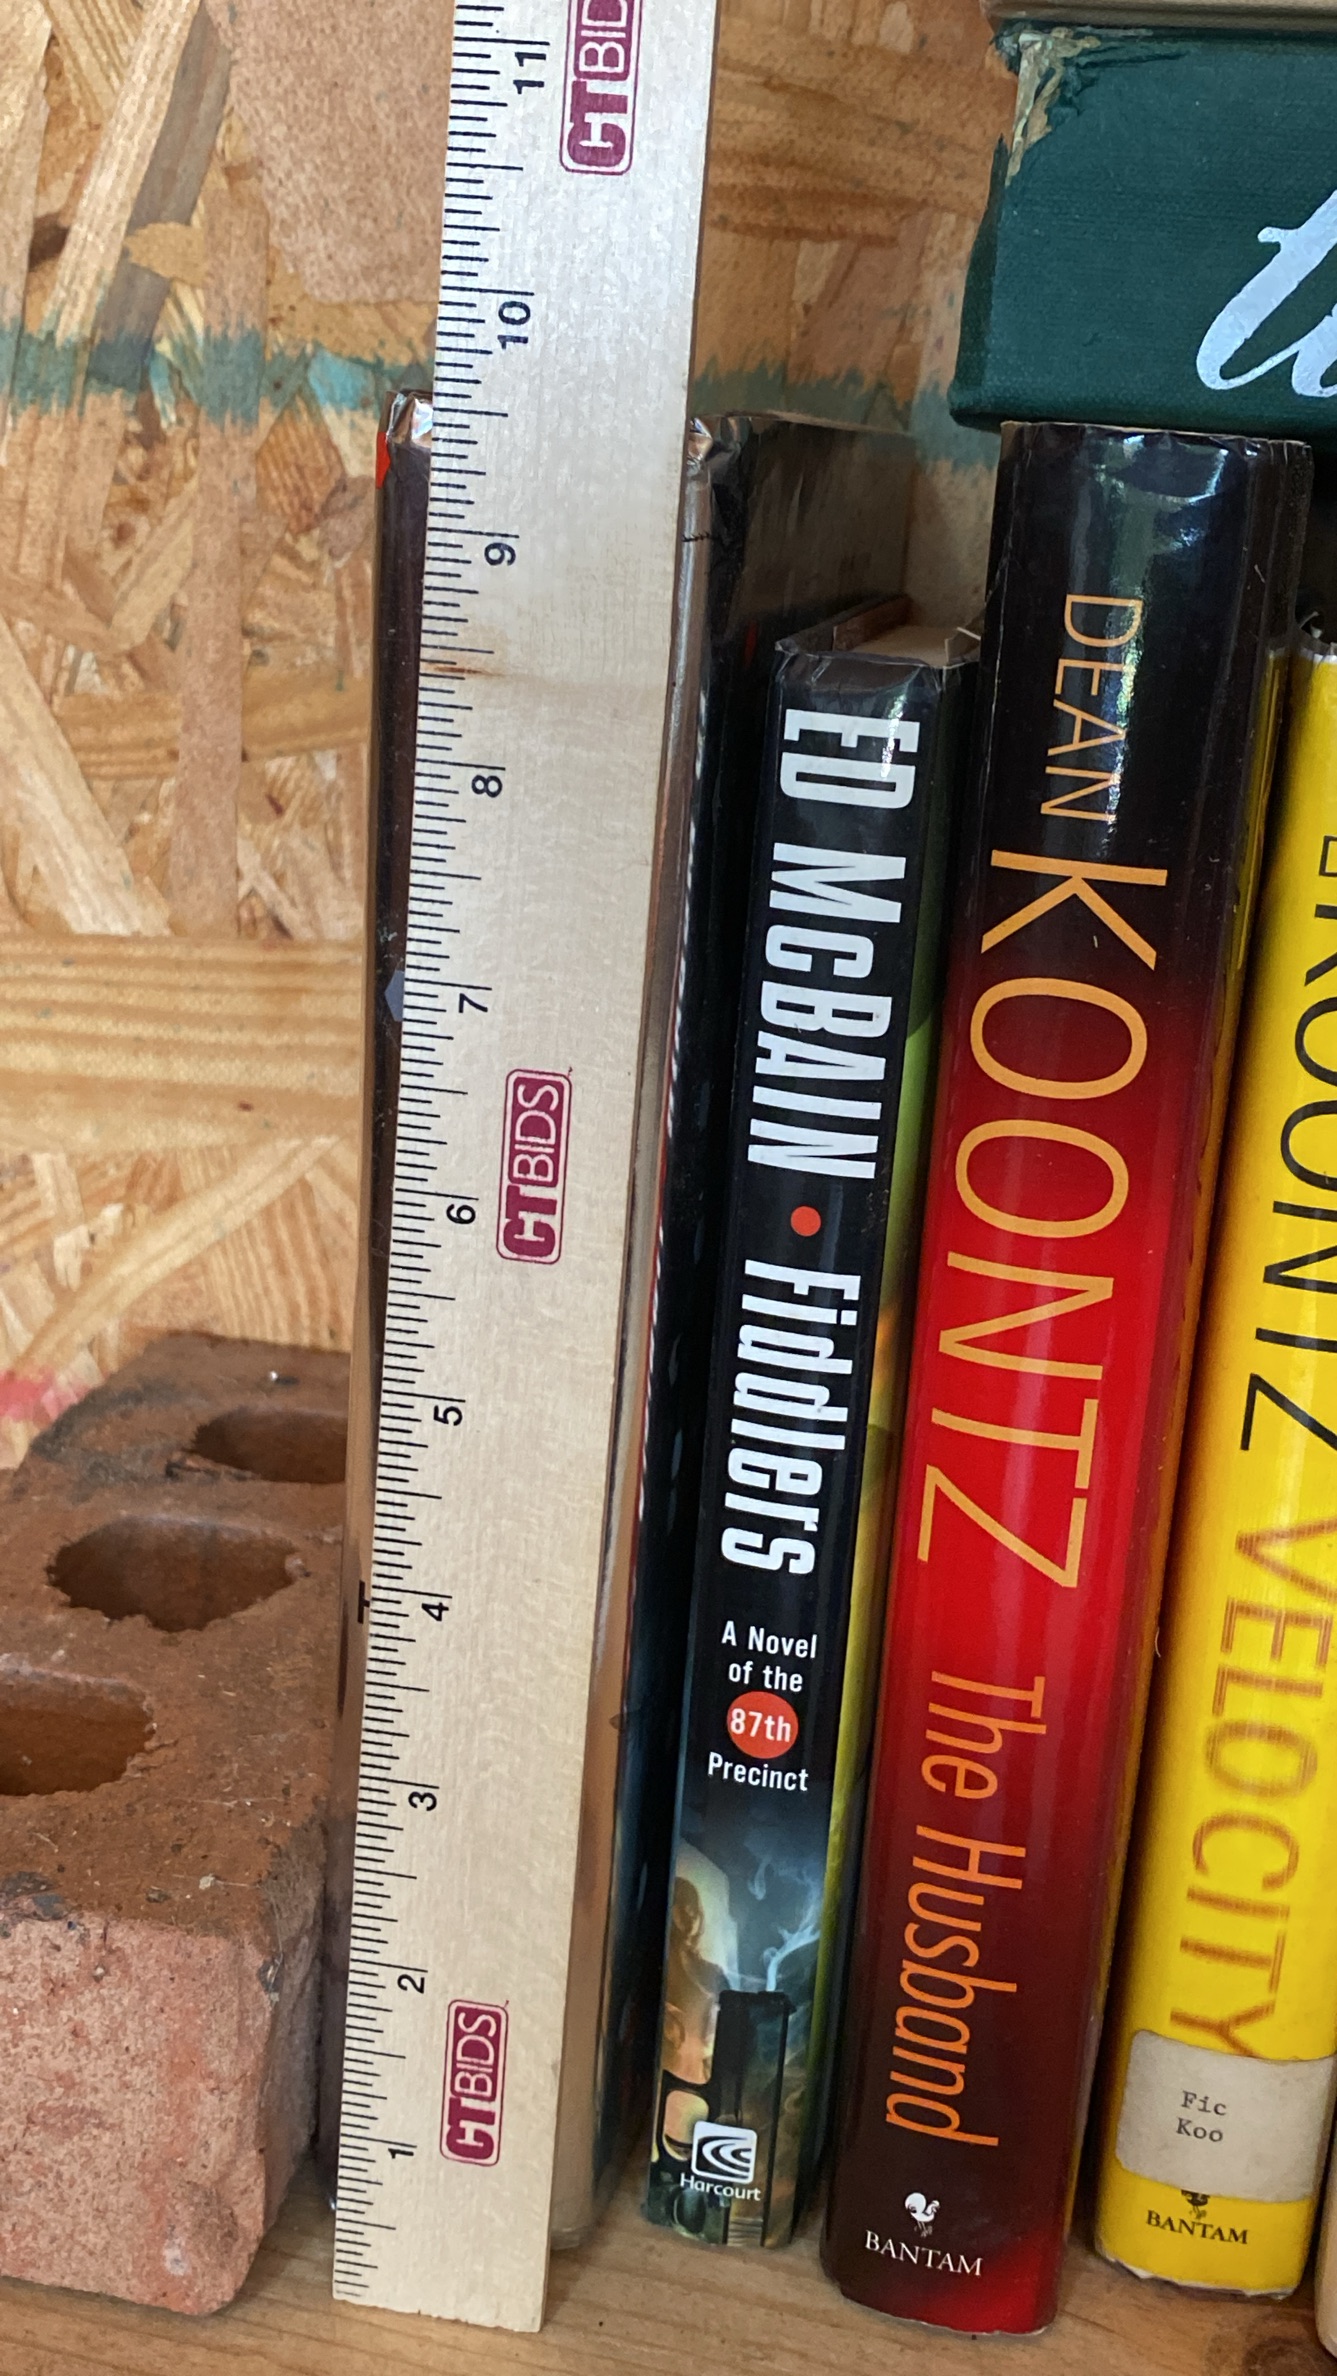 11
10
9
8
7
6
5
4
3
2
1
CTBIDS
CTBIDS
ED McBAIN • Fiddlers
A Novel
of the
87th
Precinct
Harcourt
DEAN KOONTZ The Husband
BANTAM
KOONTZ VELOCITY
Fic
Koo
BANTAM